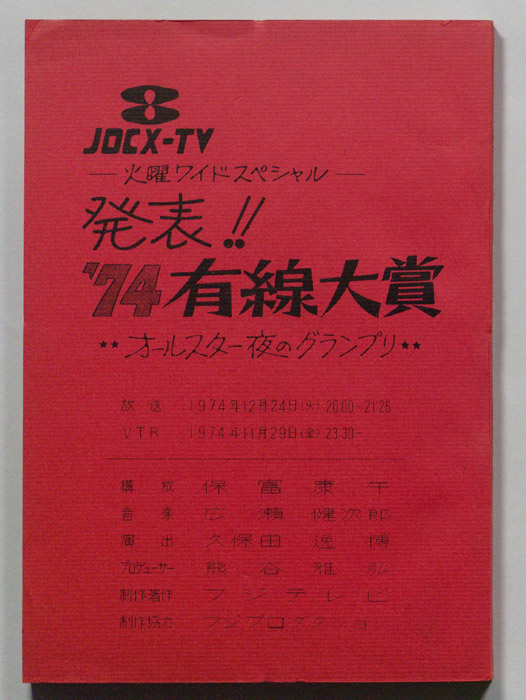 JOCX-TV
― 火曜ワイドスペシャル ―
発表!!
'74有線大賞
★★オールスター夜のグランプリ★★
放送 1974年12月24日(火) 20:00-21:26
VTR 1974年11月29日(金) 23:30-
構成 保富康午
音楽 広瀬健次郎
演出 久保田逸博
プロデューサー 熊谷雅弘
制作著作 フジテレビ
制作協力 フジプロダクション